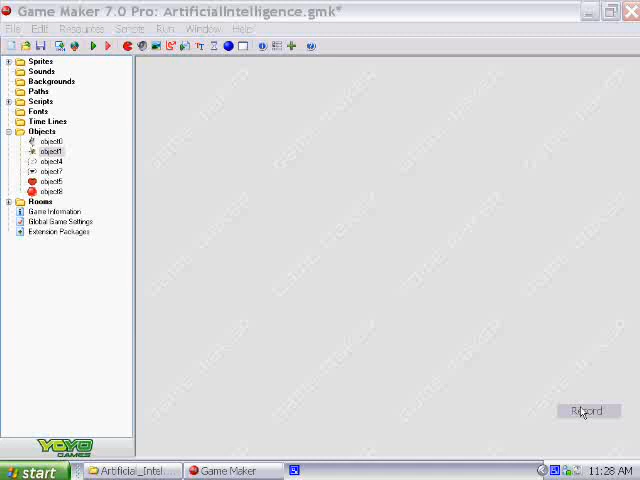 Game Maker 7.0 Pro: ArtificialIntelligence.gmk*
File Edit Resources Scripts Run Window Help
Sprites
Sounds
Backgrounds
Paths
Scripts
Fonts
Time Lines
Objects
object0
object1
object4
object7
object5
object8
Rooms
Game Information
Global Game Settings
Extension Packages
GAME MAKER
Record
YOYO
GAMES
start
Artificial_Intel...
Game Maker
11:28 AM